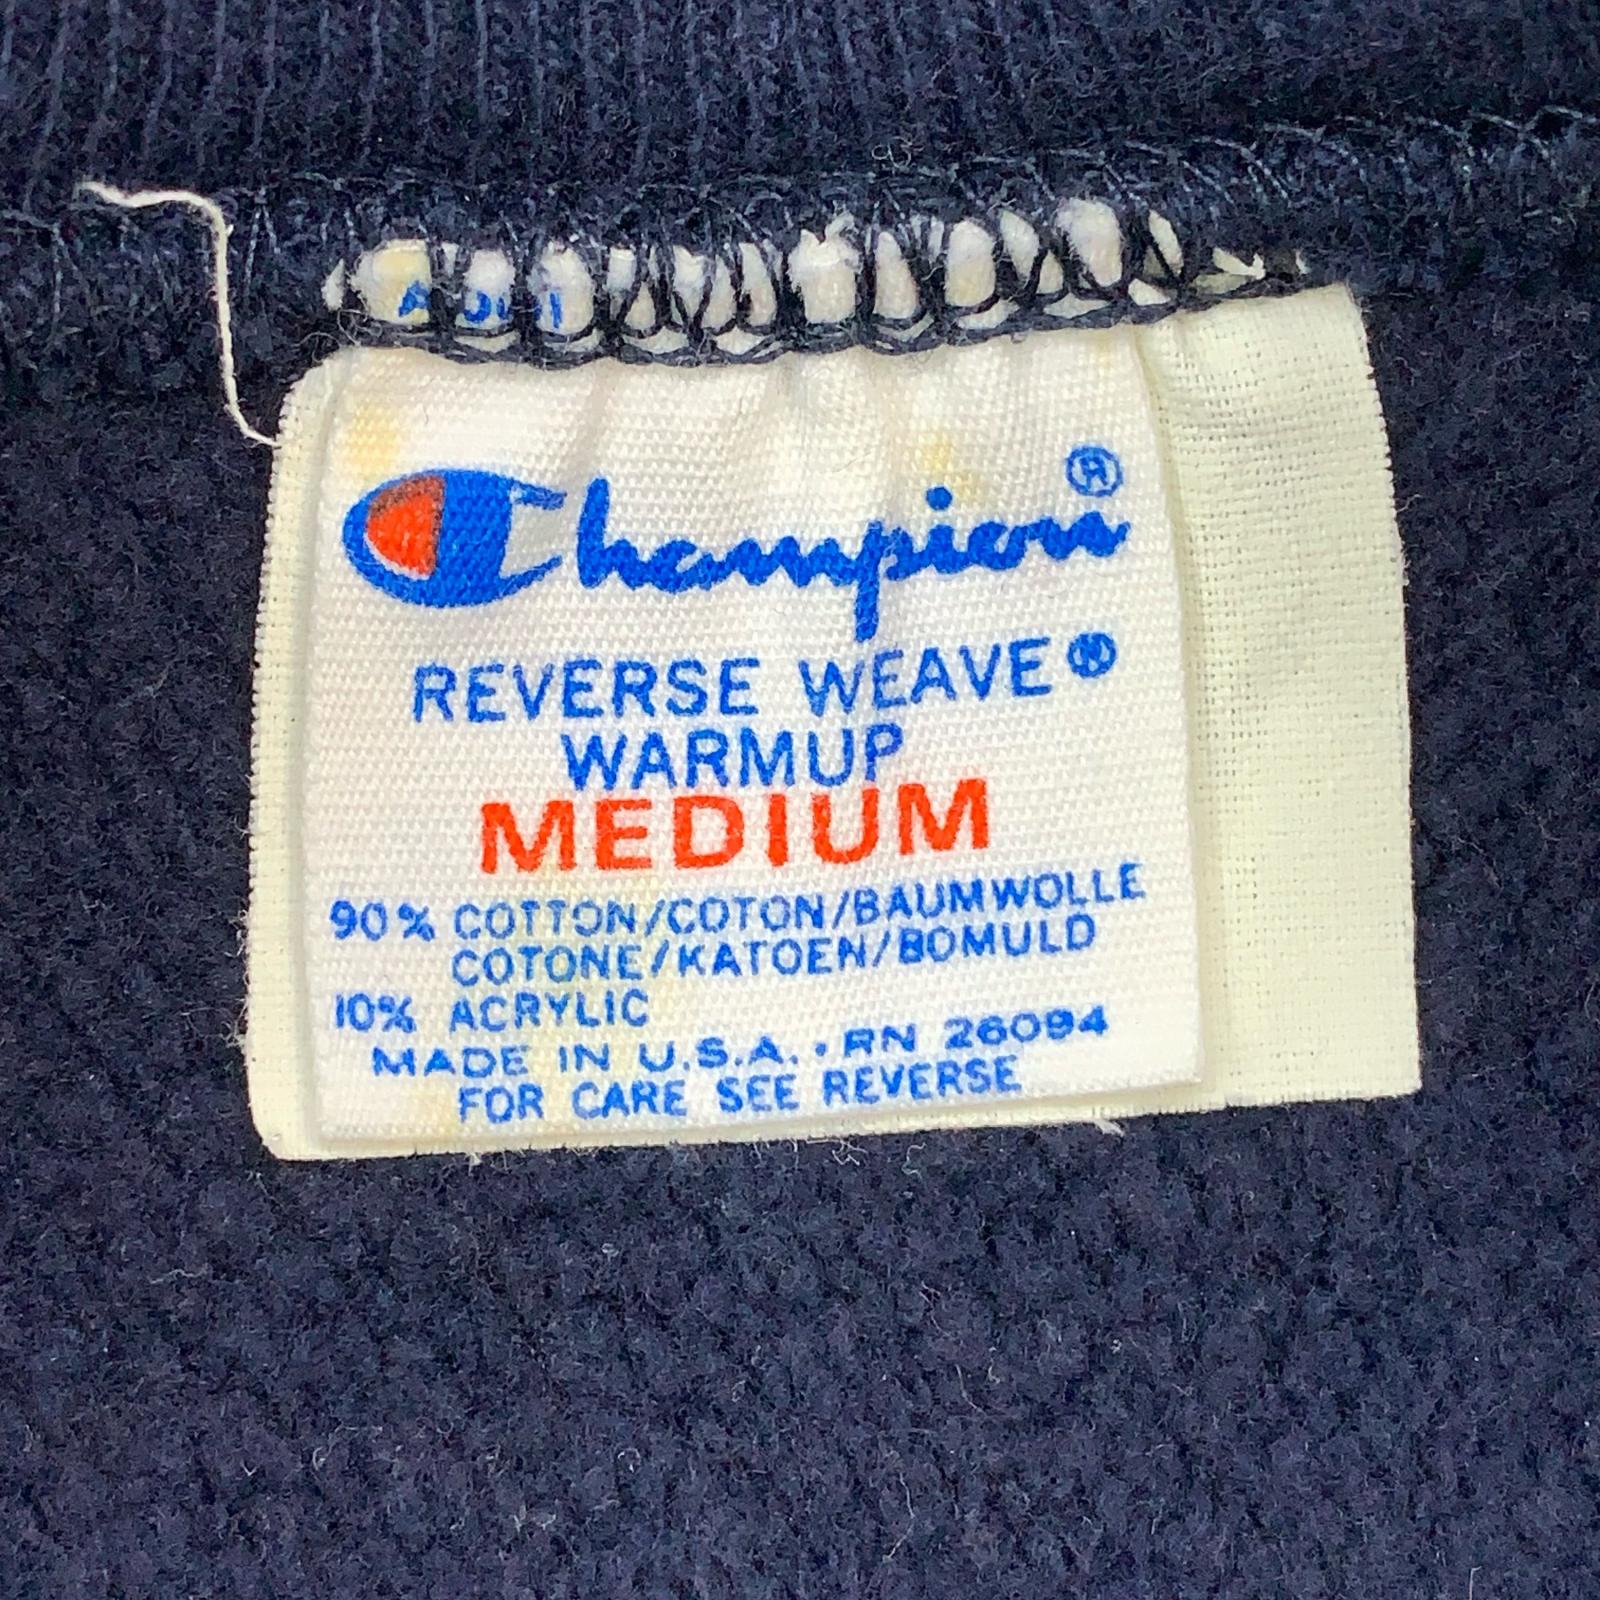 Champion®
REVERSE WEAVE®
WARMUP
MEDIUM
90% COTTON/COTON/BAUMWOLLE
COTONE/KATOEN/BOMULD
10% ACRYLIC
MADE IN U.S.A. • RN 26094
FOR CARE SEE REVERSE